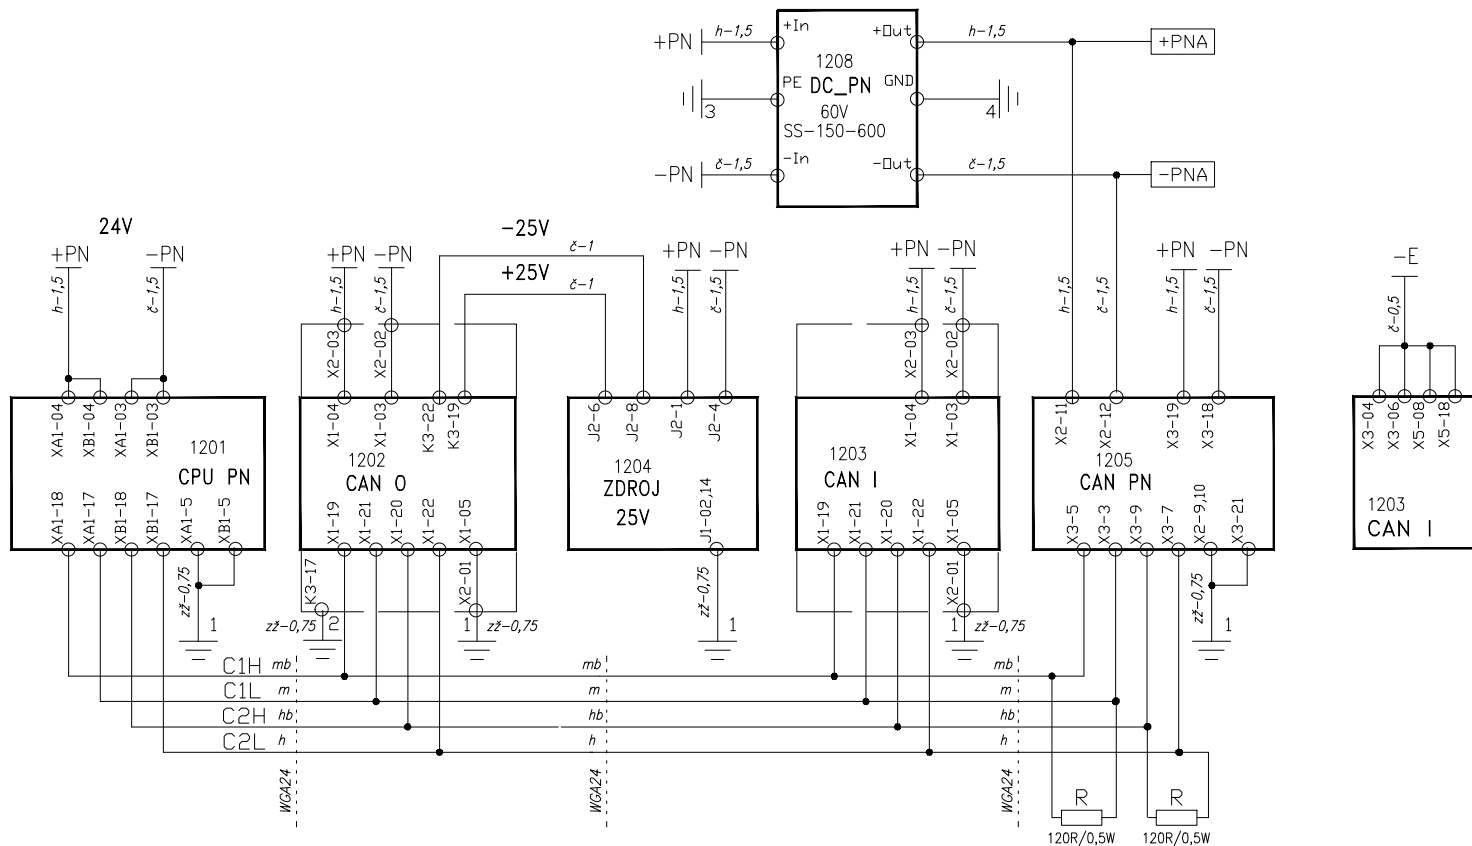 +In
+Out
+PN
h-1,5
h-1,5
+PNA
1208
PE
DC_PN
GND
3
60V
4
SS-150-600
-In
-Out
-PN
č-1,5
č-1,5
-PNA
24V
+PN
-PN
+PN
-PN
-25V
č-1
+25V
č-1
+PN
-PN
+PN
-PN
+PN
-PN
-E
h-1,5
č-1,5
h-1,5
č-1,5
h-1,5
č-1,5
h-1,5
č-1,5
h-1,5
č-1,5
h-1,5
č-1,5
č-0,5
X2-03
X2-02
X2-03
X2-02
XA1-04
XB1-04
XA1-03
XB1-03
X1-04
X1-03
K3-22
K3-19
J2-6
J2-8
J2-1
J2-4
X1-04
X1-03
X2-11
X2-12
X3-19
X3-18
X3-04
X3-06
X5-08
X5-18
1201
CPU PN
1202
CAN O
1204
ZDROJ
25V
1203
CAN I
1205
CAN PN
1203
CAN I
XA1-18
XA1-17
XB1-18
XB1-17
XA1-5
XB1-5
X1-19
X1-21
X1-20
X1-22
X1-05
J1-02,14
X1-19
X1-21
X1-20
X1-22
X1-05
X3-5
X3-3
X3-9
X3-7
X2-9,10
X3-21
zž-0,75
K3-17
X2-01
zž-0,75
X2-01
zž-0,75
1
zž-0,75
2
1
zž-0,75
1
1
zž-0,75
1
C1H
mb
mb
mb
C1L
m
m
m
C2H
hb
hb
hb
C2L
h
h
h
WGA24
WGA24
WGA24
R
R
120R/0,5W
120R/0,5W